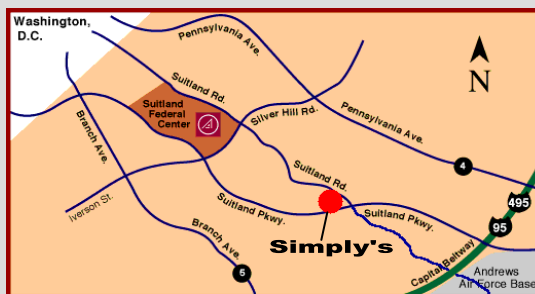 Washington,
D.C.
Pennsylvania Ave.
N
Suitland Rd.
Suitland
Federal
Center
Silver Hill Rd.
Pennsylvania Ave.
Branch Ave.
4
Suitland Rd.
Iverson St.
495
Suitland Pkwy.
Suitland Pkwy.
95
Branch Ave.
Simply's
Capital Beltway
5
Andrews
Air Force Base